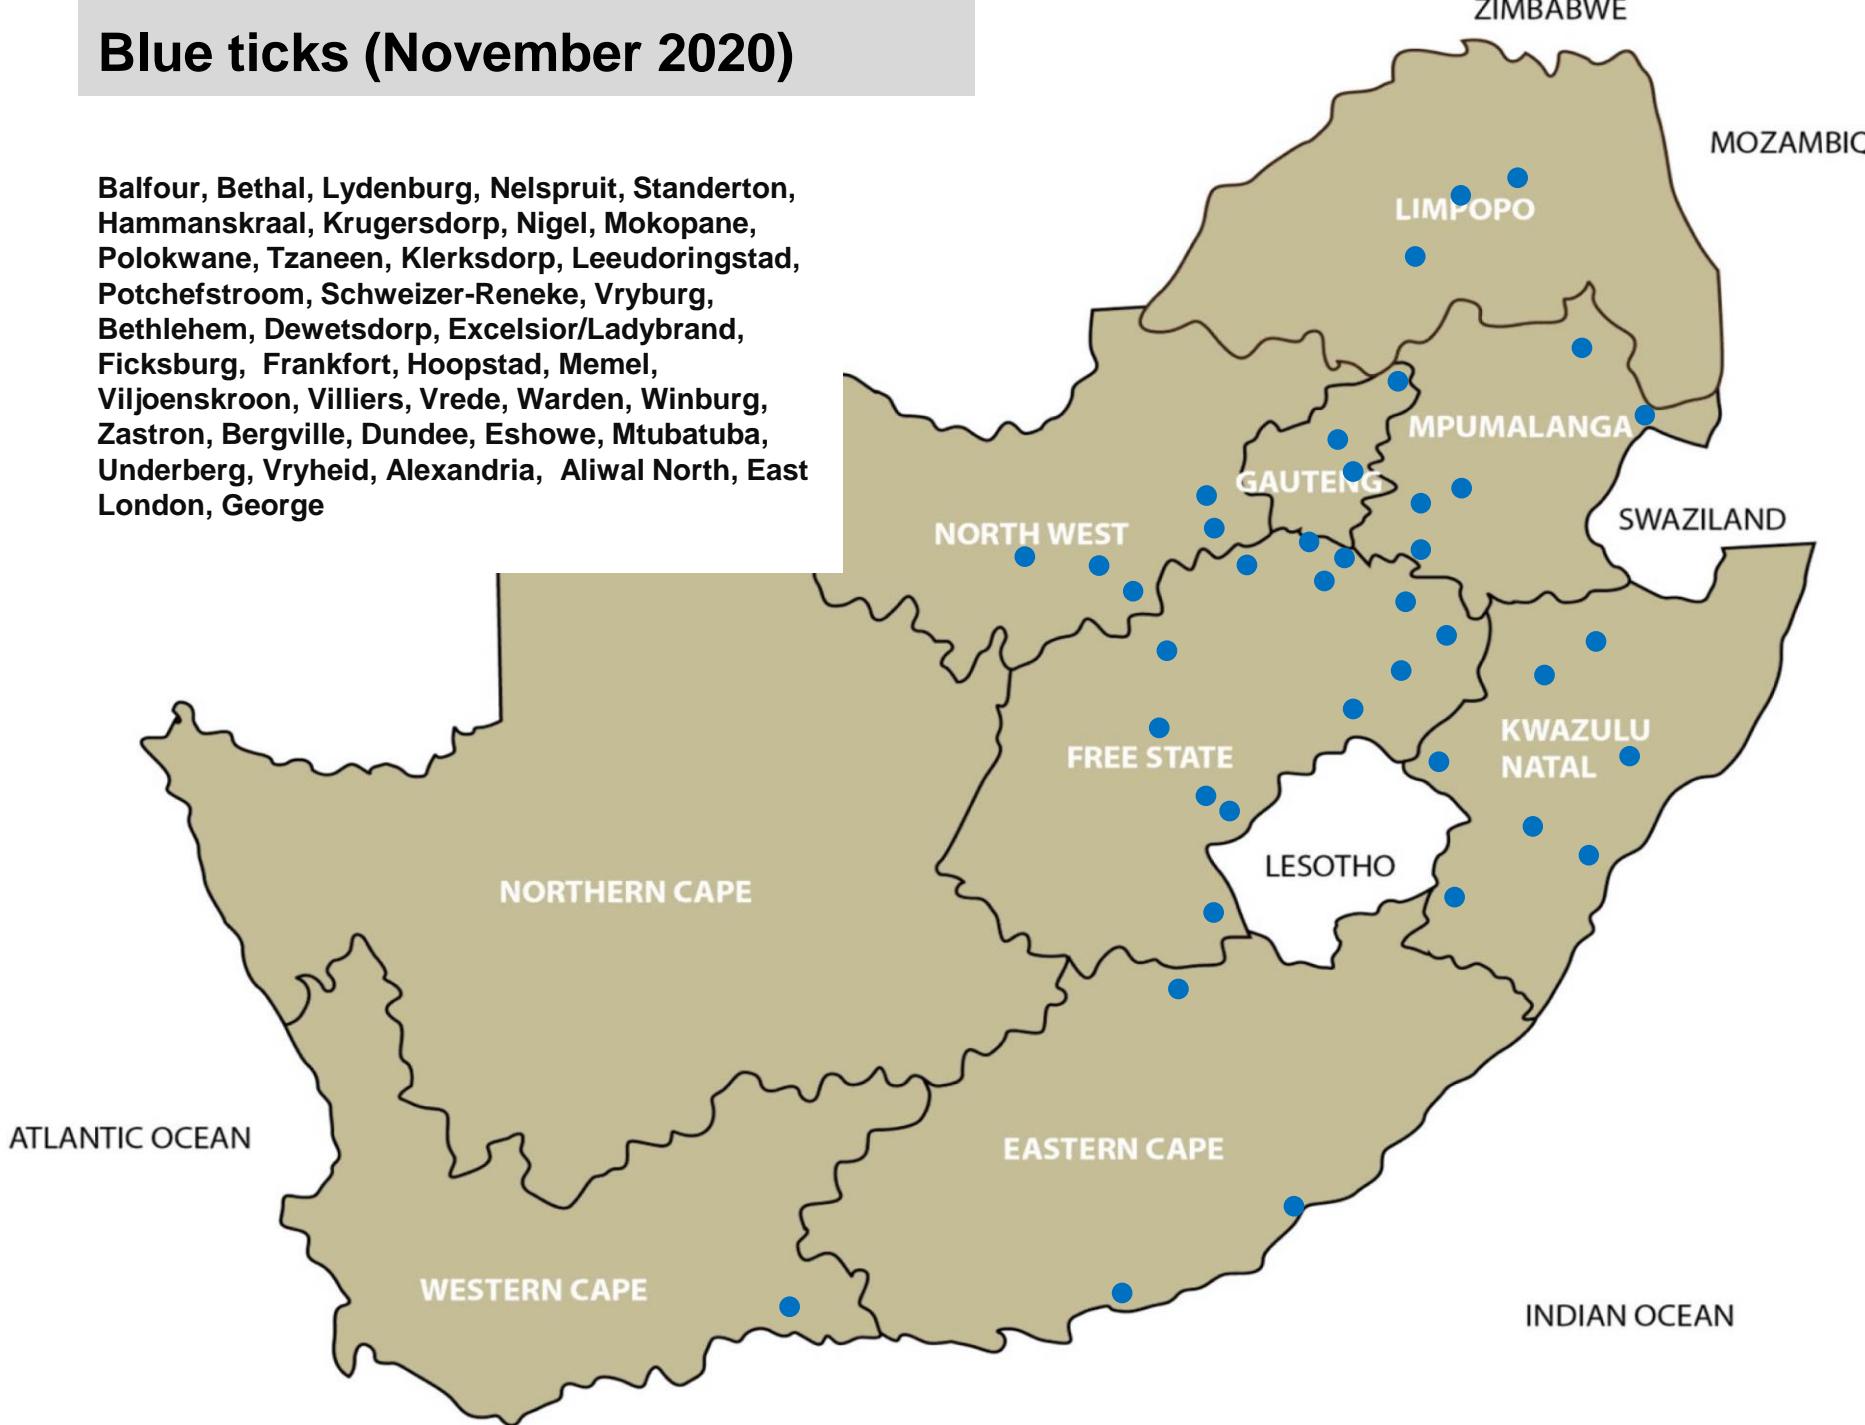 Blue ticks (November 2020)
Balfour, Bethal, Lydenburg, Nelspruit, Standerton,
Hammanskraal, Krugersdorp, Nigel, Mokopane,
Polokwane, Tzaneen, Klerksdorp, Leeudoringstad,
Potchefstroom, Schweizer-Reneke, Vryburg,
Bethlehem, Dewetsdorp, Excelsior/Ladybrand,
Ficksburg, Frankfort, Hoopstad, Memel,
Viljoenskroon, Villiers, Vrede, Warden, Winburg,
Zastron, Bergville, Dundee, Eshowe, Mtubatuba,
Underberg, Vryheid, Alexandria, Aliwal North, East
London, George
ZIMBABWE
MOZAMBIQ
LIMPOPO
MPUMALANGA
GAUTENG
SWAZILAND
NORTH WEST
KWAZULU
NATAL
FREE STATE
LESOTHO
NORTHERN CAPE
ATLANTIC OCEAN
EASTERN CAPE
WESTERN CAPE
INDIAN OCEAN